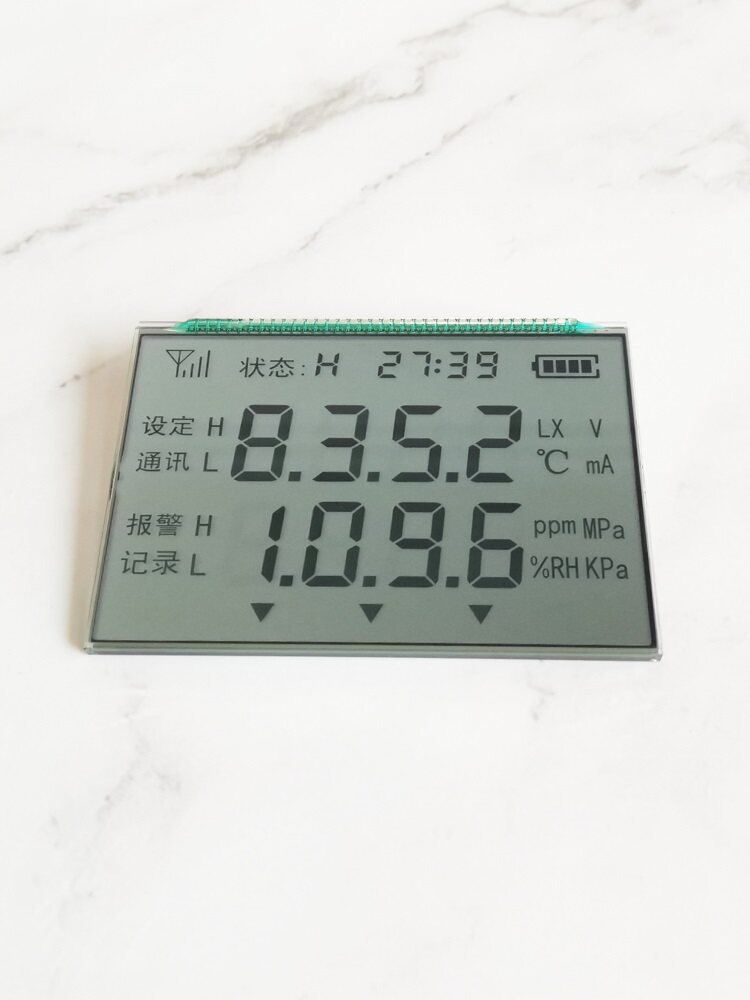 状态: H 27:39
设定 H 8.3.5.2 LX V
通讯 L ℃ mA
报警 H 1.0.9.6 ppm MPa
记录 L %RH KPa